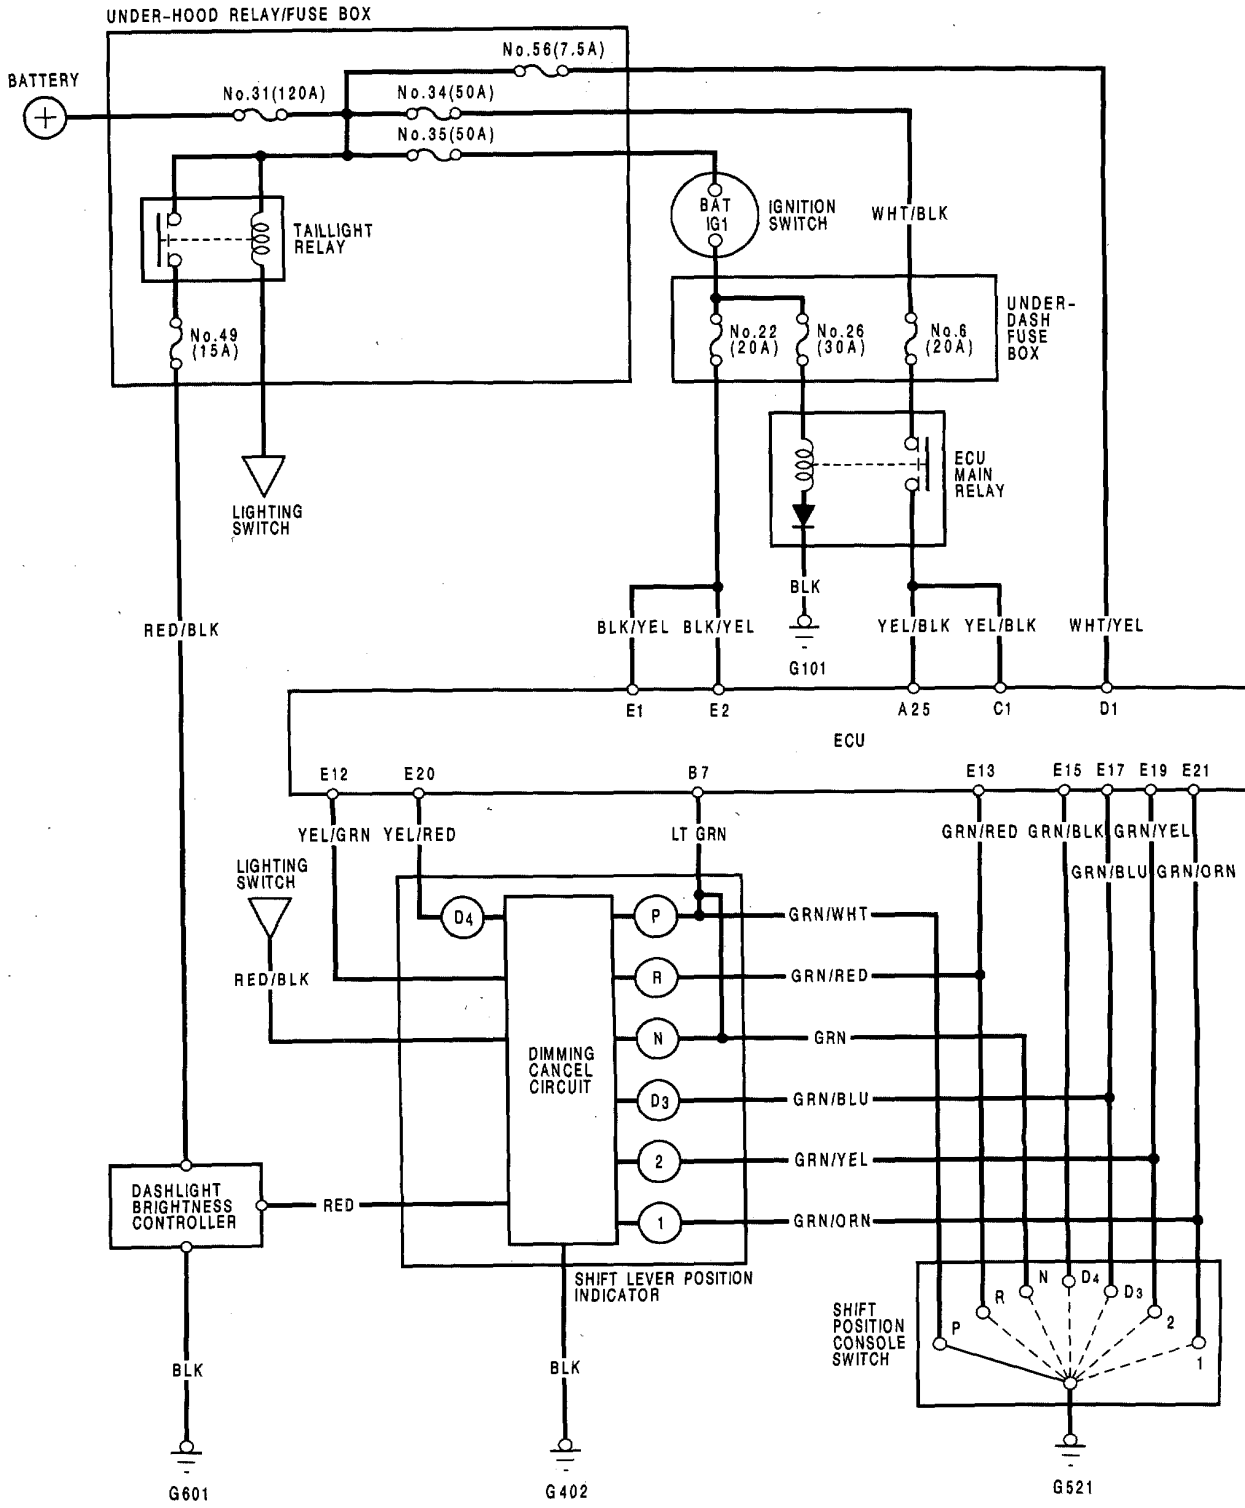 UNDER-HOOD RELAY/FUSE BOX
No.56(7.5A)
BATTERY
No.31(120A)
No.34(50A)
No.35(50A)
BAT
IG1
IGNITION
SWITCH
WHT/BLK
TAILLIGHT
RELAY
No.49
(15A)
No.22
(20A)
No.26
(30A)
No.6
(20A)
UNDER-
DASH
FUSE
BOX
ECU
MAIN
RELAY
LIGHTING
SWITCH
BLK
RED/BLK
BLK/YEL
BLK/YEL
YEL/BLK
YEL/BLK
WHT/YEL
G101
E1
E2
A25
C1
D1
ECU
E12
E20
B7
E13
E15
E17
E19
E21
YEL/GRN
YEL/RED
LT GRN
GRN/RED
GRN/BLK
GRN/YEL
GRN/BLU
GRN/ORN
LIGHTING
SWITCH
D4
P
GRN/WHT
RED/BLK
R
GRN/RED
N
GRN
DIMMING
CANCEL
CIRCUIT
D3
GRN/BLU
2
GRN/YEL
1
GRN/ORN
DASHLIGHT
BRIGHTNESS
CONTROLLER
RED
SHIFT LEVER POSITION
INDICATOR
SHIFT
POSITION
CONSOLE
SWITCH
P
R
N
D4
D3
2
1
BLK
BLK
G601
G402
G521